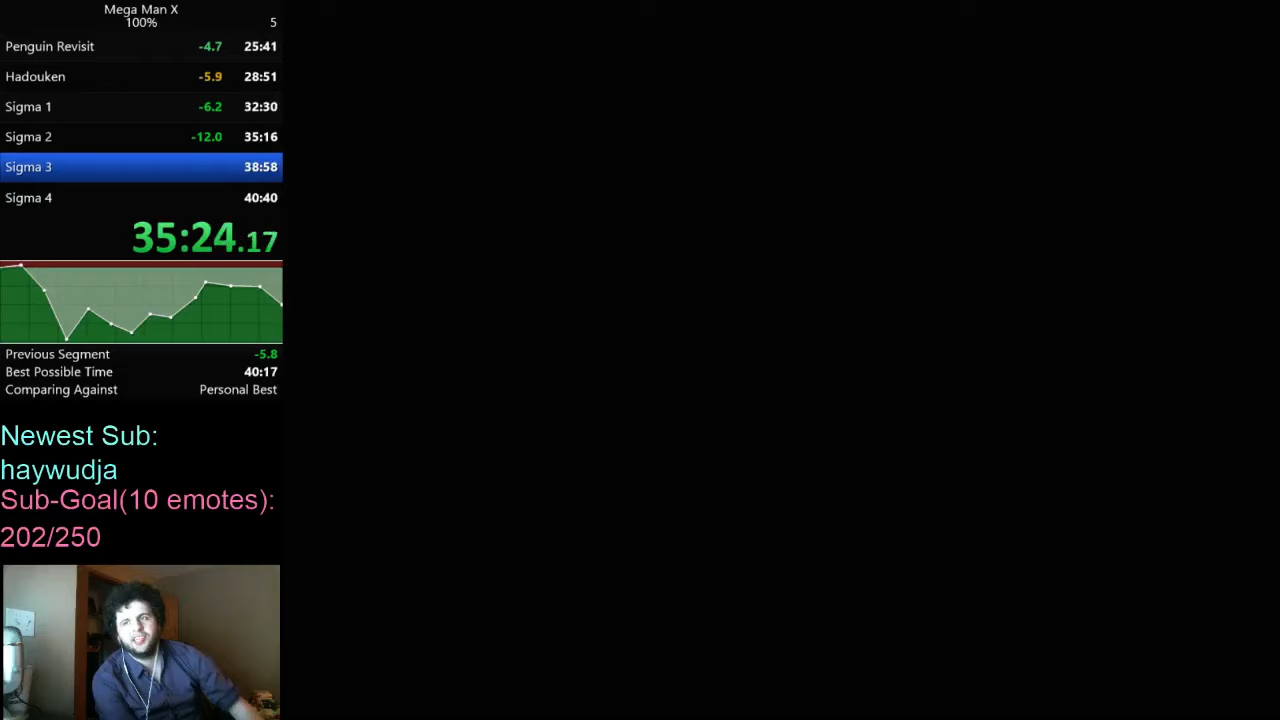 Mega Man X
100% 5
Penguin Revisit -4.7 25:41
Hadouken -5.9 28:51
Sigma 1 -6.2 32:30
Sigma 2 -12.0 35:16
Sigma 3 38:58
Sigma 4 40:40
35:24.17
Previous Segment -5.8
Best Possible Time 40:17
Comparing Against Personal Best
Newest Sub:
haywudja
Sub-Goal(10 emotes):
202/250